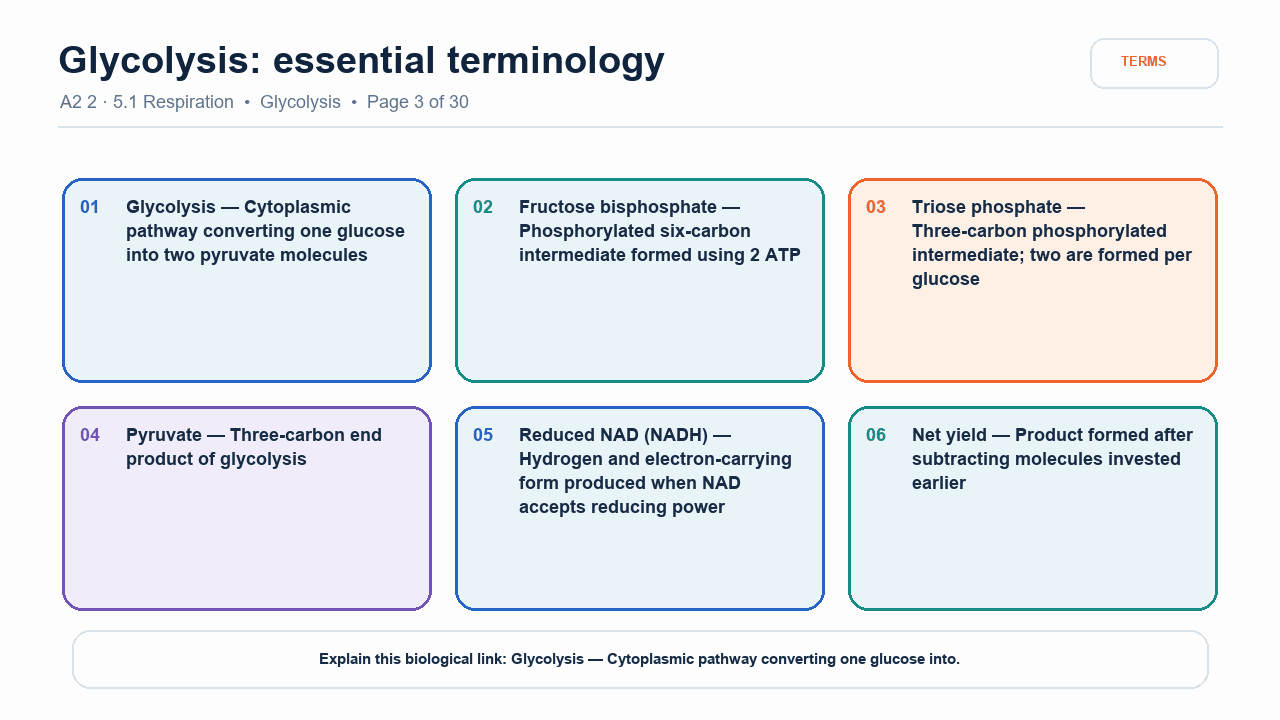 Glycolysis: essential terminology
TERMS
A2 2 · 5.1 Respiration • Glycolysis • Page 3 of 30
01 Glycolysis — Cytoplasmic
pathway converting one glucose
into two pyruvate molecules
02 Fructose bisphosphate —
Phosphorylated six-carbon
intermediate formed using 2 ATP
03 Triose phosphate —
Three-carbon phosphorylated
intermediate; two are formed per
glucose
04 Pyruvate — Three-carbon end
product of glycolysis
05 Reduced NAD (NADH) —
Hydrogen and electron-carrying
form produced when NAD
accepts reducing power
06 Net yield — Product formed after
subtracting molecules invested
earlier
Explain this biological link: Glycolysis — Cytoplasmic pathway converting one glucose into.